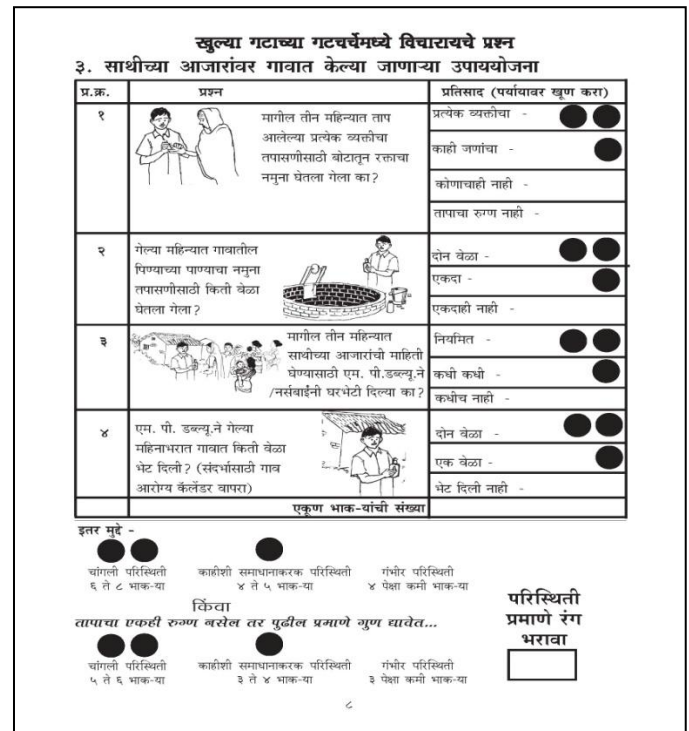 खुल्या गटाच्या गटचर्चेमध्ये विचारायचे प्रश्न
३. साथीच्या आजारांवर गावात केल्या जाणाऱ्या उपाययोजना
प्र.क्र. प्रश्न प्रतिसाद (पर्यायावर खूण करा)
१
मागील तीन महिन्यात ताप
आलेल्या प्रत्येक व्यक्तीचा
तपासणीसाठी बोटातून रक्ताचा
नमुना घेतला गेला का?
प्रत्येक व्यक्तीचा -
काही जणांचा -
कोणाचाही नाही -
तापाचा रुग्ण नाही -
२
गेल्या महिन्यात गावातील
पिण्याच्या पाण्याचा नमुना
तपासणीसाठी किती वेळा
घेतला गेला?
दोन वेळा -
एकदा -
एकदाही नाही -
३
मागील तीन महिन्यात
साथीच्या आजारांची माहिती
घेण्यासाठी एम. पी.डब्ल्यू.ने
/नर्सबाईंनी घरभेटी दिल्या का?
नियमित -
कधी कधी -
कधीच नाही -
४
एम. पी. डब्ल्यू.ने गेल्या
महिनाभरात गावात किती वेळा
भेट दिली? (संदर्भासाठी गाव
आरोग्य कॅलेंडर वापरा)
दोन वेळा -
एक वेळा -
भेट दिली नाही -
एकूण भाक-यांची संख्या
इतर मुद्दे -
चांगली परिस्थिती काहीशी समाधानाकरक परिस्थिती गंभीर परिस्थिती
६ ते ८ भाक-या ४ ते ५ भाक-या ४ पेक्षा कमी भाक-या
किंवा
तापाचा एकही रुग्ण नसेल तर पुढील प्रमाणे गुण द्यावेत...
चांगली परिस्थिती काहीशी समाधानाकरक परिस्थिती गंभीर परिस्थिती
५ ते ६ भाक-या ३ ते ४ भाक-या ३ पेक्षा कमी भाक-या
परिस्थिती
प्रमाणे रंग
भरावा
८